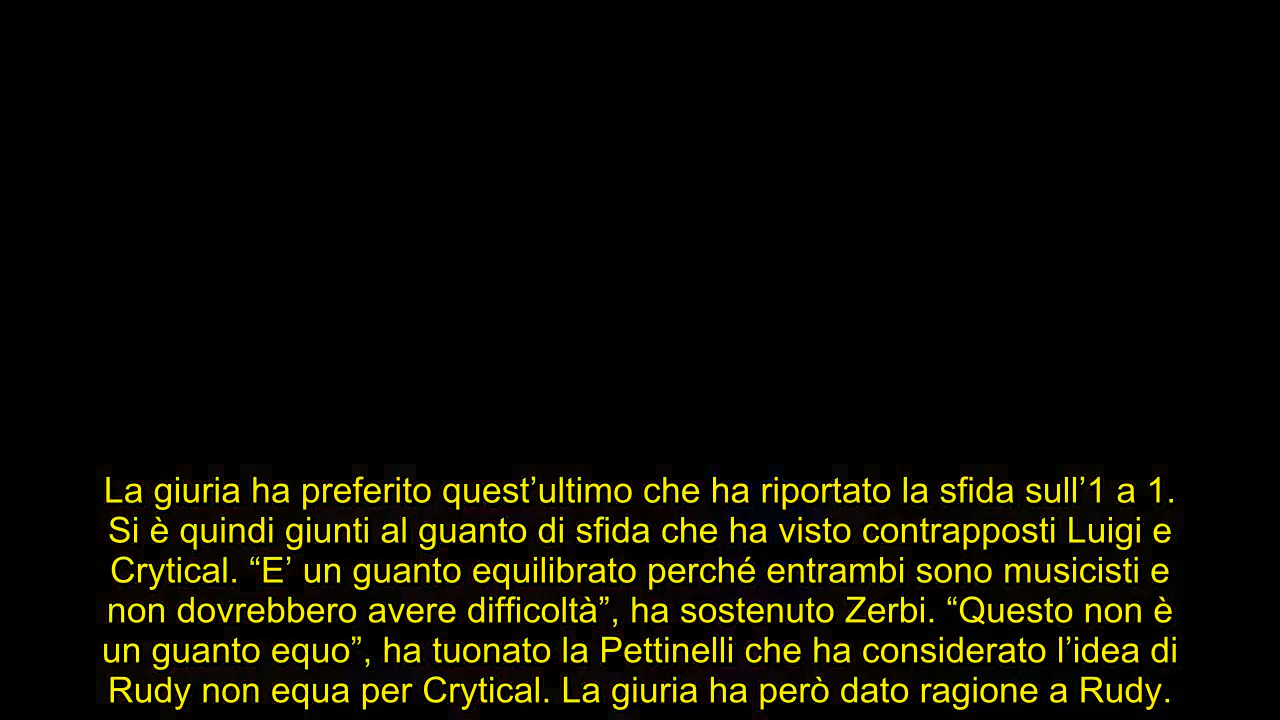 La giuria ha preferito quest’ultimo che ha riportato la sfida sull’1 a 1.
Si è quindi giunti al guanto di sfida che ha visto contrapposti Luigi e
Crytical. “E’ un guanto equilibrato perché entrambi sono musicisti e
non dovrebbero avere difficoltà”, ha sostenuto Zerbi. “Questo non è
un guanto equo”, ha tuonato la Pettinelli che ha considerato l’idea di
Rudy non equa per Crytical. La giuria ha però dato ragione a Rudy.